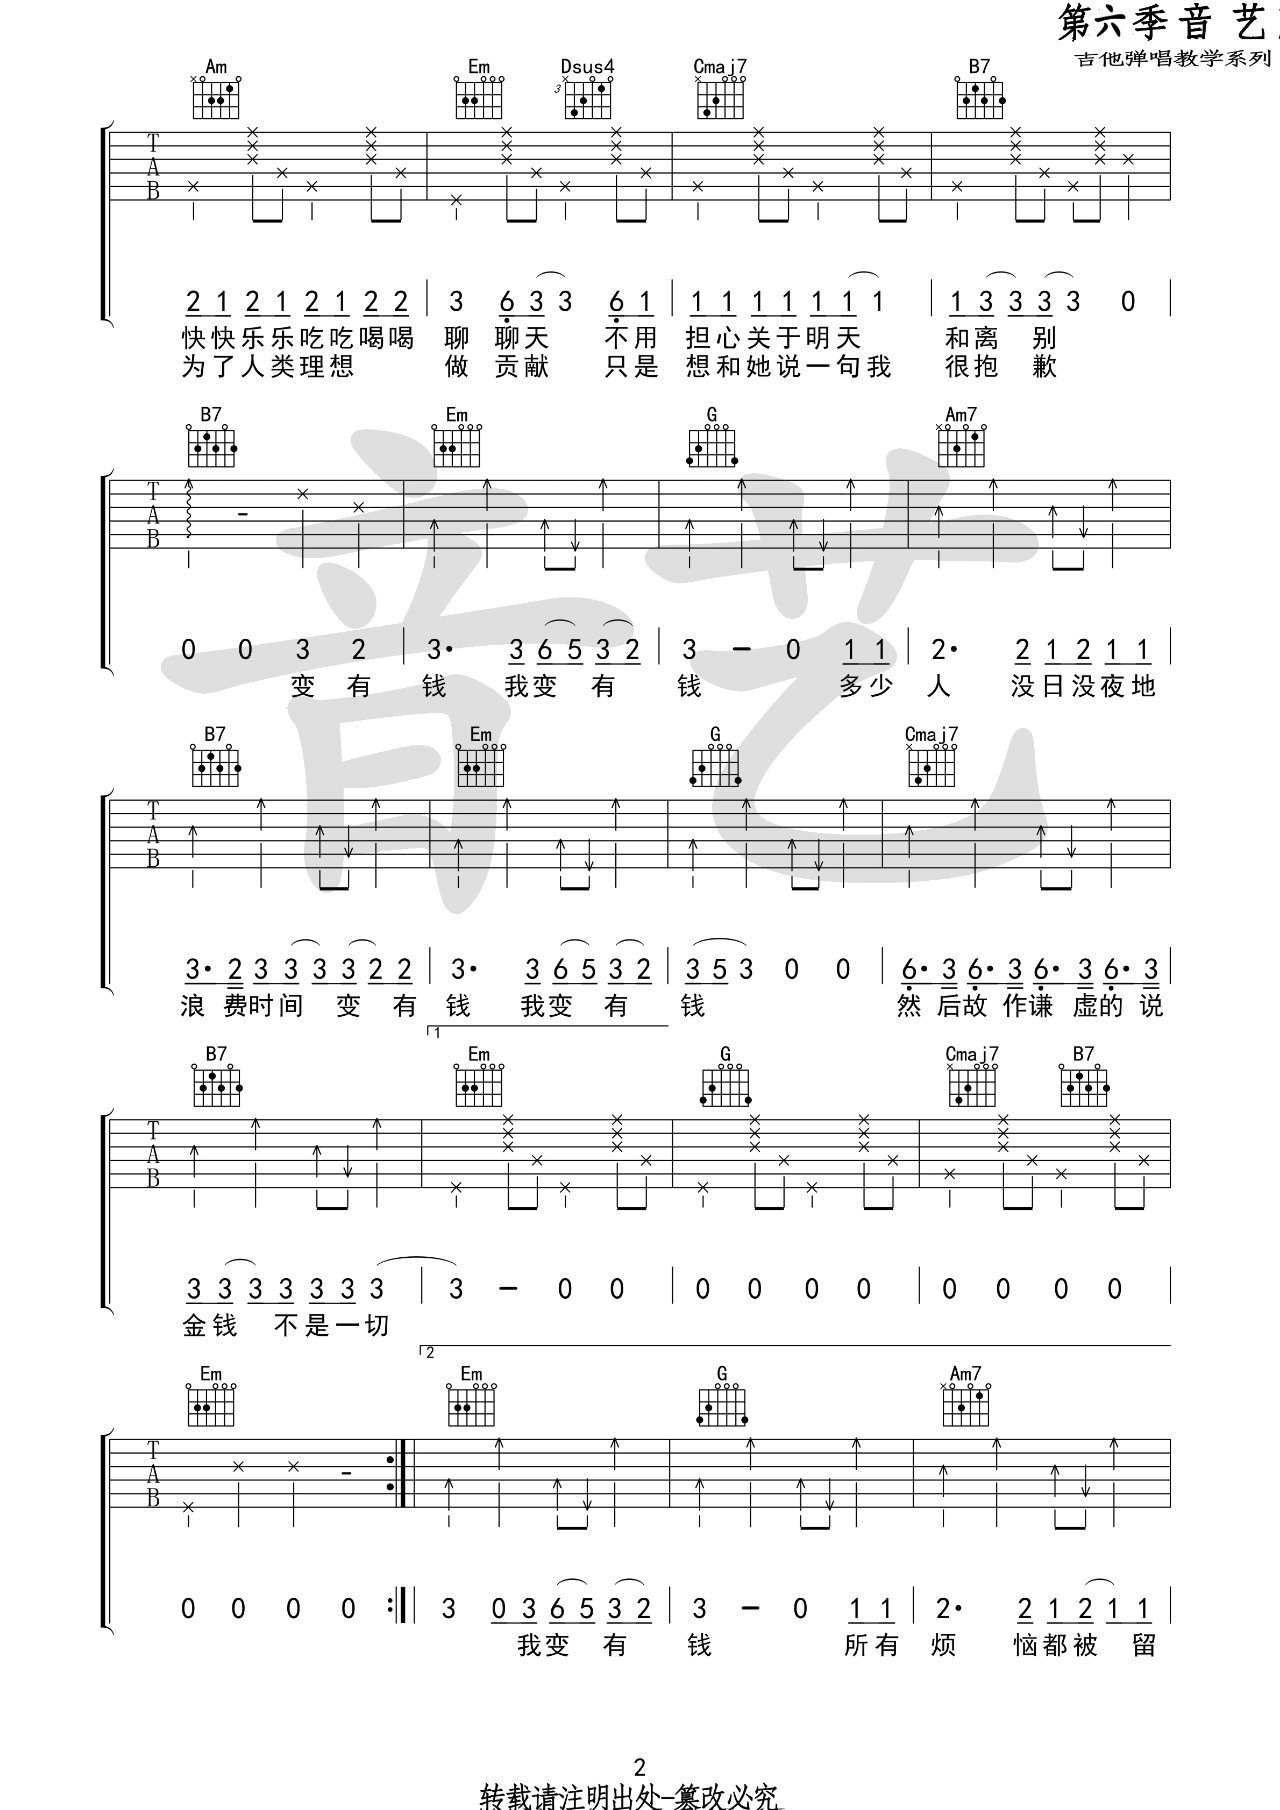 第六季音 艺
吉他弹唱教学系列
Am Em Dsus4 Cmaj7 B7
3
T
A
B
2 1 2 1 2 1 2 2 | 3 6 3 3 6 1 | 1 1 1 1 1 1 1 | 1 3 3 3 3 0
快快乐乐吃吃喝喝 聊 聊天 不用 担心关于明天 和离 别
为了人类理想 做 贡献 只是 想和她说一句我 很抱 歉
B7 Em G Am7
T
A
B
0 0 3 2 | 3· 3 6 5 3 2 | 3 - 0 1 1 | 2· 2 1 2 1 1
变 有 钱 我变 有 钱 多少 人 没日没夜地
B7 Em G Cmaj7
T
A
B
3· 2 3 3 3 3 2 2 | 3· 3 6 5 3 2 | 3 5 3 0 0 | 6· 3 6· 3 6· 3 6· 3
浪 费时间 变 有 钱 我变 有 钱 然 后故 作谦 虚的 说
1
B7 Em G Cmaj7 B7
T
A
B
3 3 3 3 3 3 3 | 3 - 0 0 | 0 0 0 0 | 0 0 0 0
金钱 不是一切
2
Em Em G Am7
T
A
B
0 0 0 0 :| 3 0 3 6 5 3 2 | 3 - 0 1 1 | 2· 2 1 2 1 1
我变 有 钱 所有 烦 恼都被 留
音艺
2
转载请注明出处-篡改必究